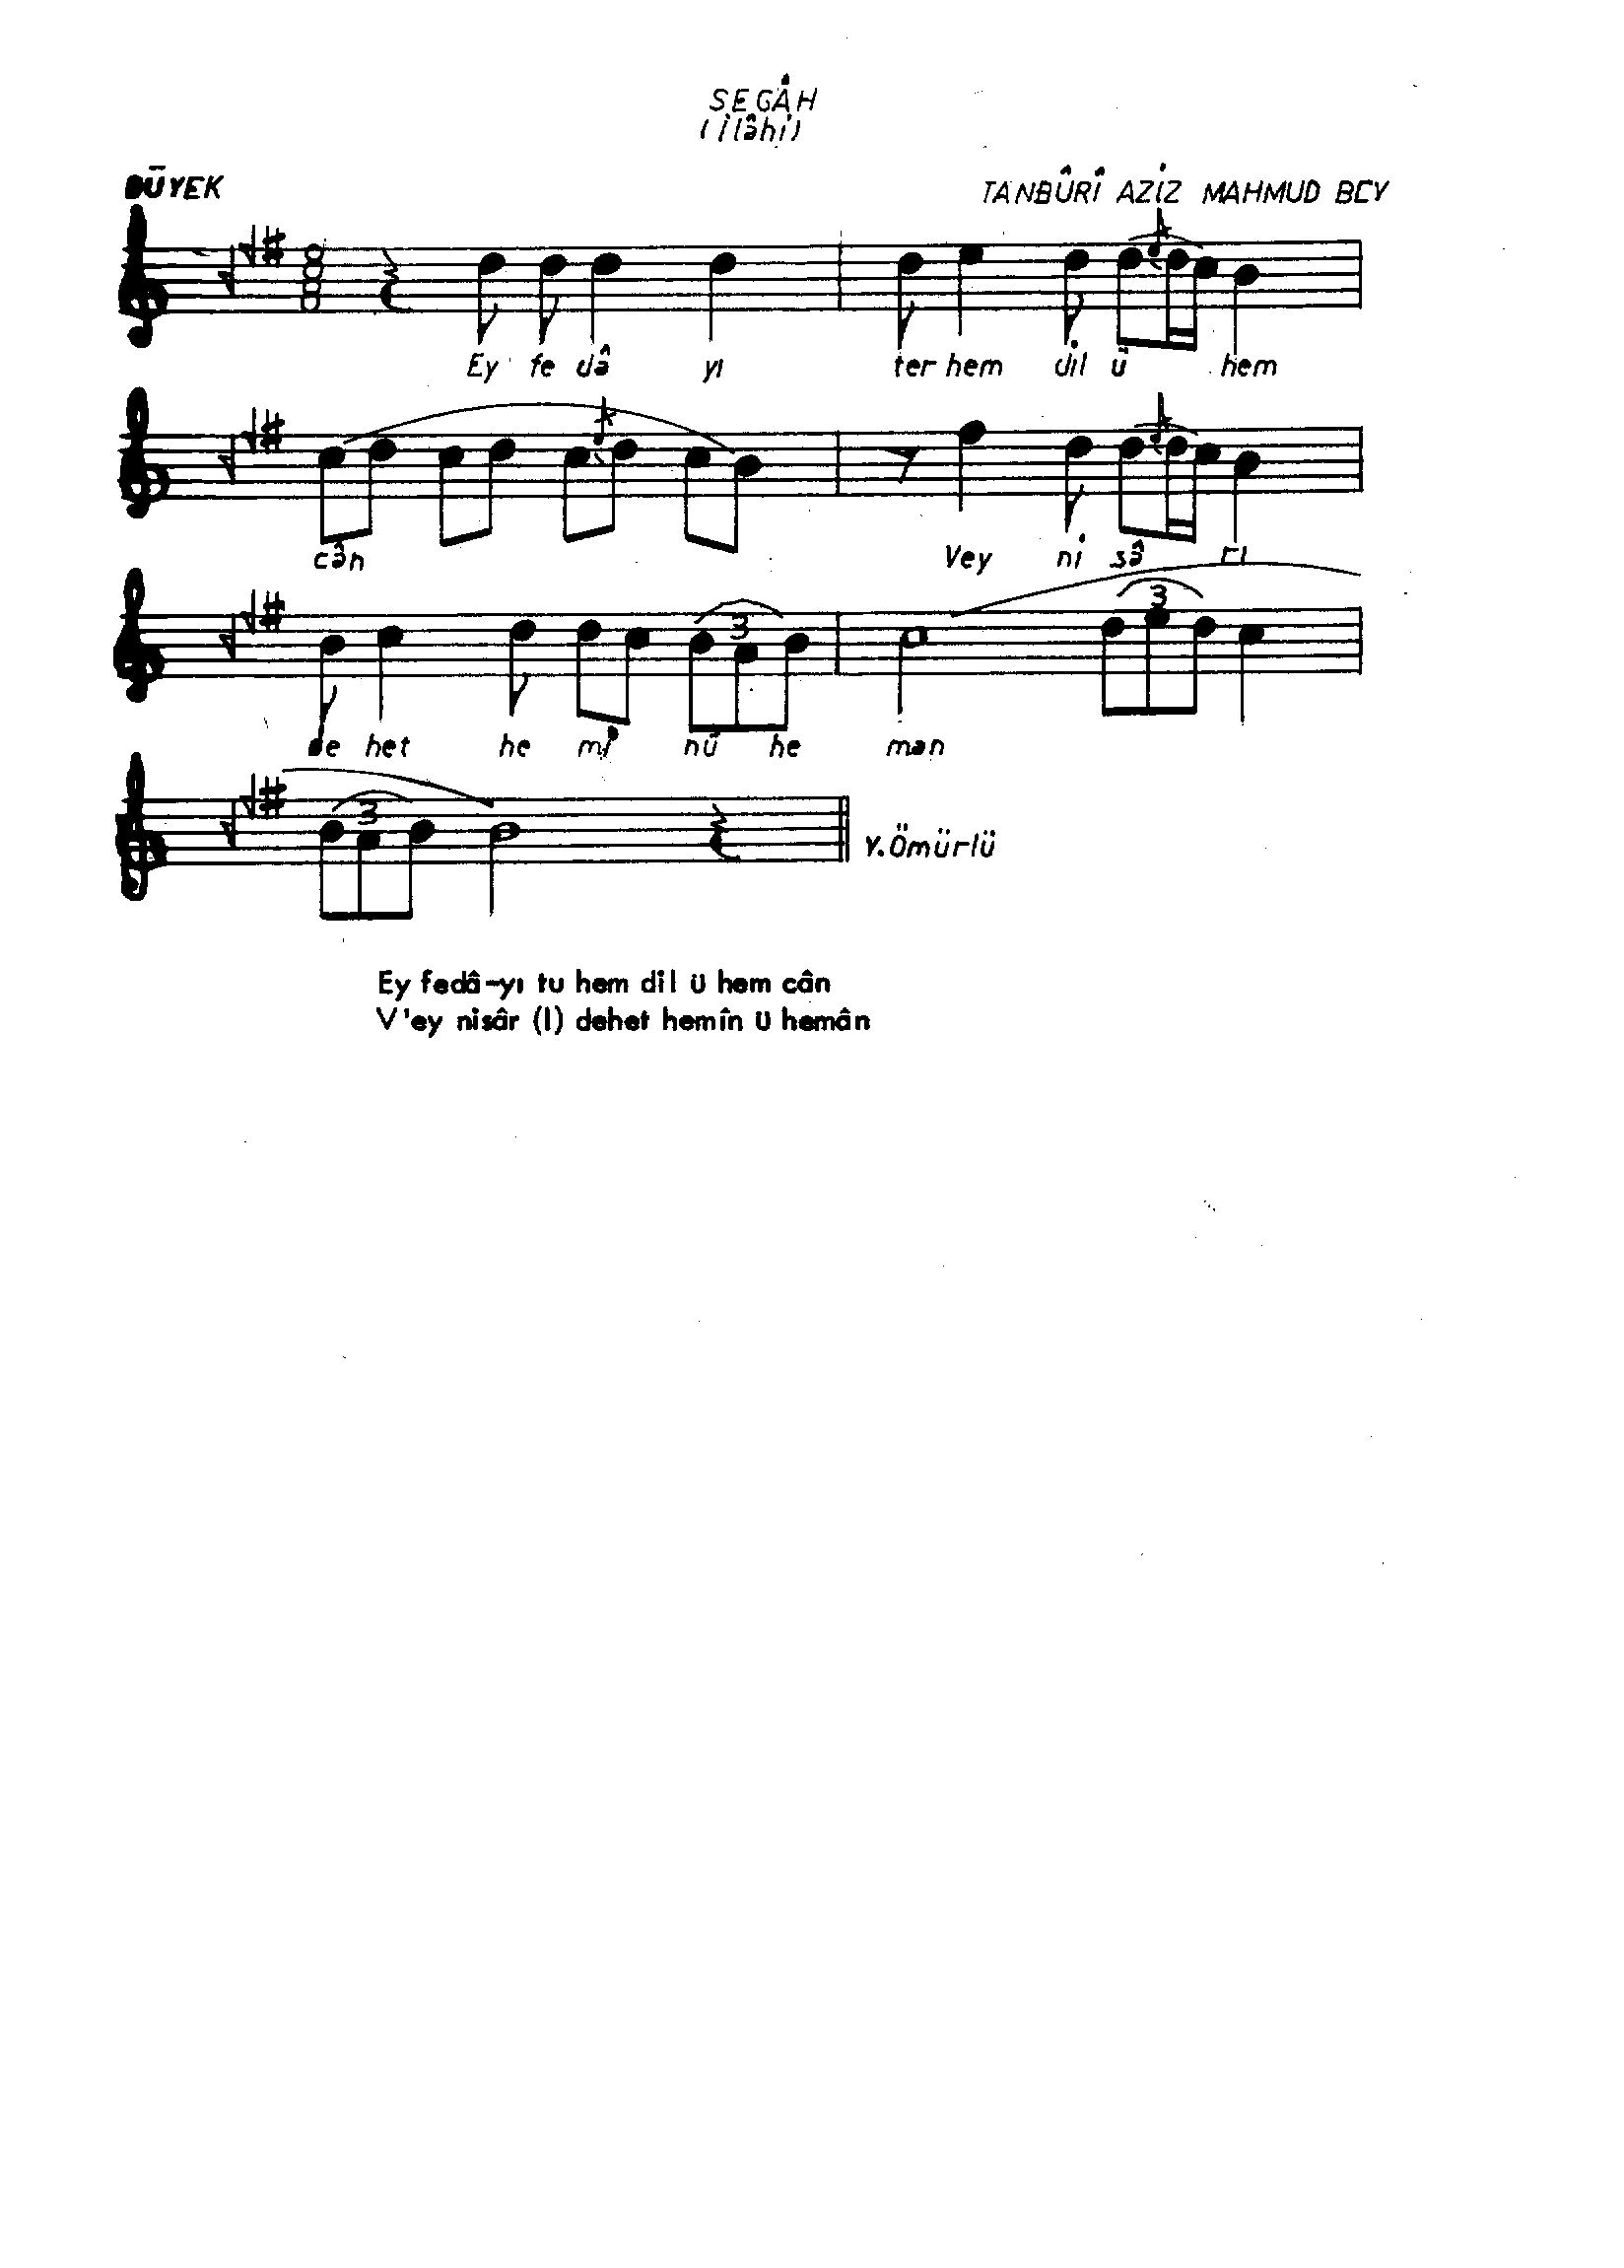 SEGÂH
(İlâhi)
DÜYEK
TANBÛRÎ AZİZ MAHMUD BEY
Ey fe dâ yı ter hem dil ü hem
cân Vey ni sâ rı
3 3
de het he mi nü he man
3
Y.Ömürlü
Ey fedâ-yı tu hem dil ü hem cân
V'ey nisâr (I) dehet hemîn ü hemân